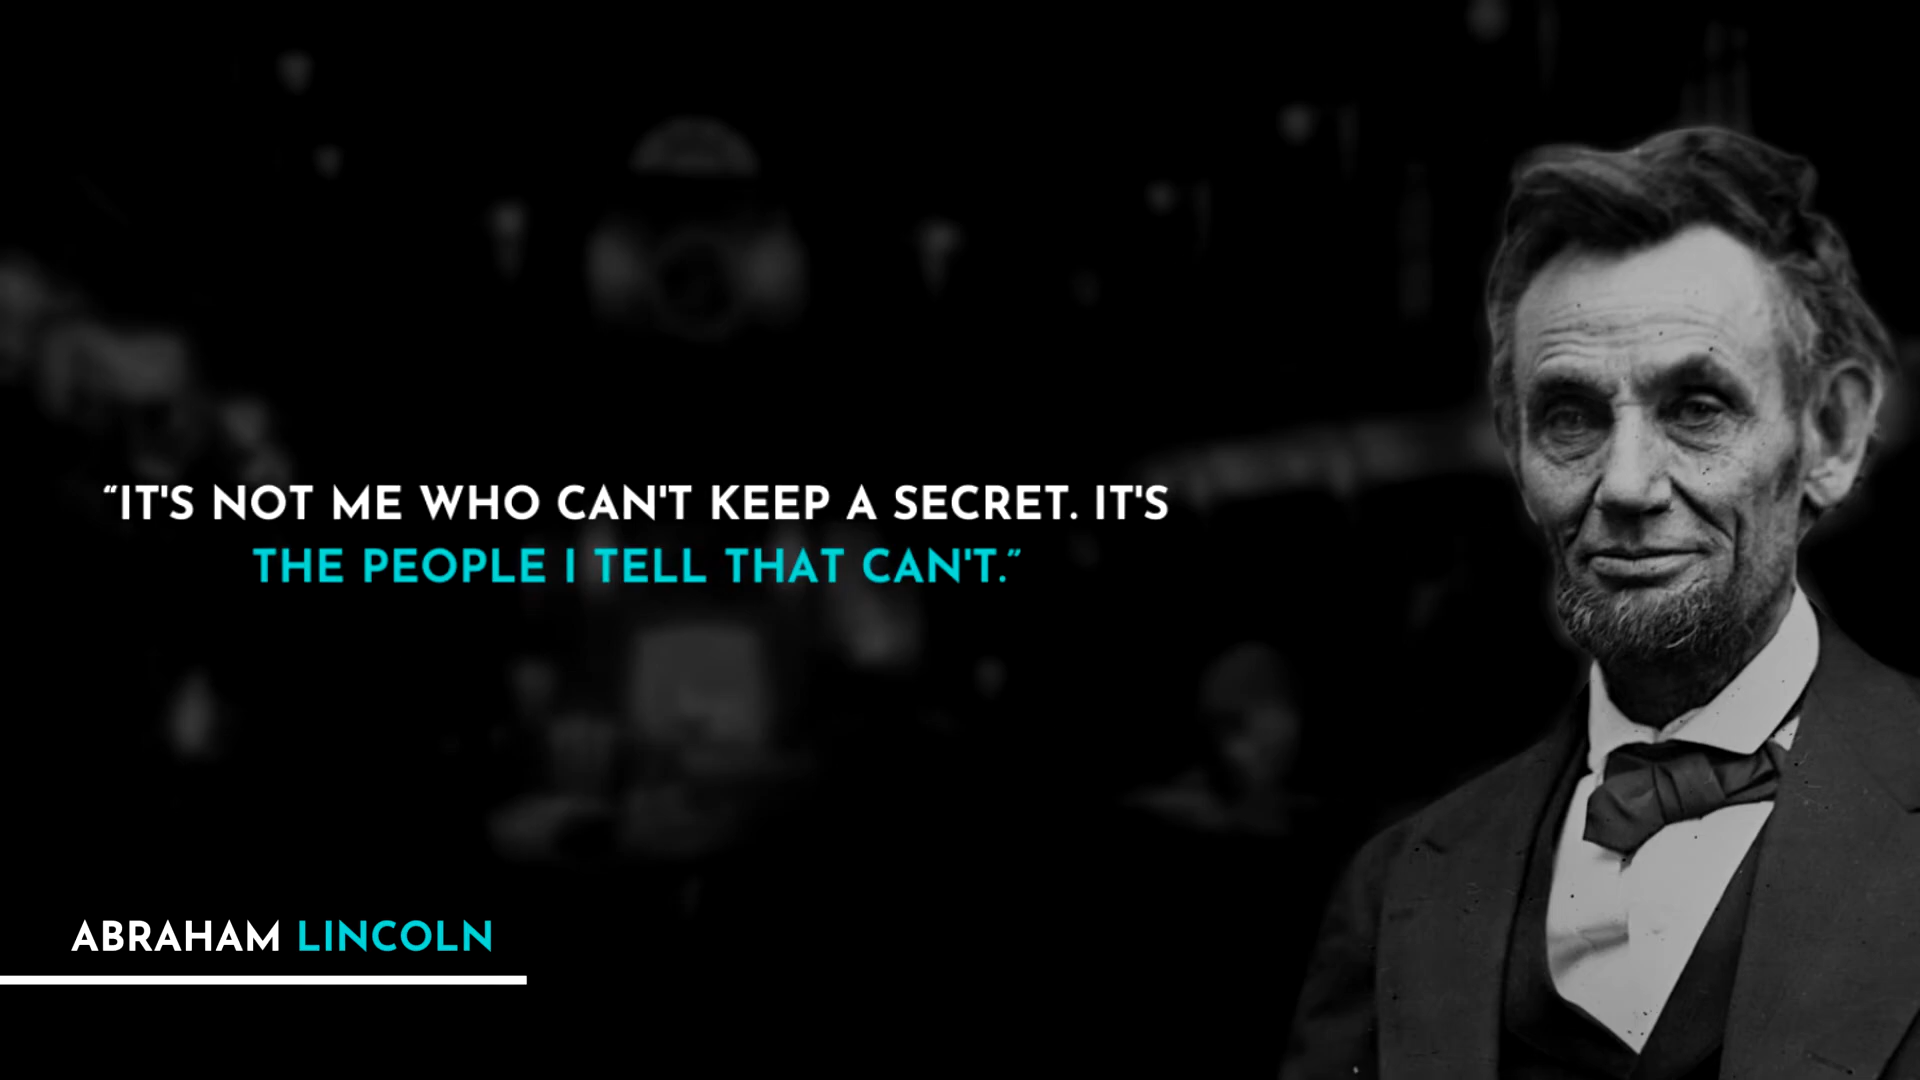 “IT'S NOT ME WHO CAN'T KEEP A SECRET. IT'S
THE PEOPLE I TELL THAT CAN'T.”
ABRAHAM LINCOLN